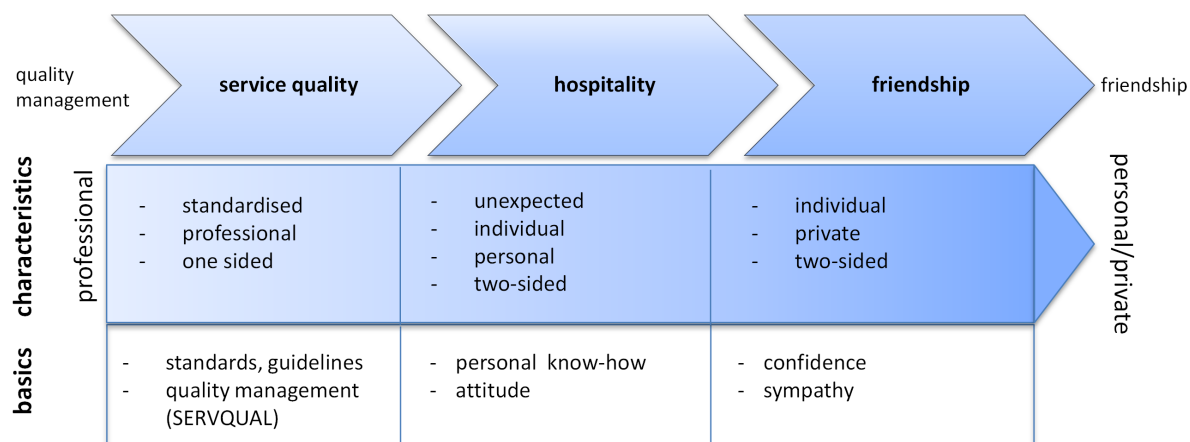 quality
management
service quality
hospitality
friendship
friendship
characteristics
professional
- standardised
- professional
- one sided
- unexpected
- individual
- personal
- two-sided
- individual
- private
- two-sided
personal/private
basics
- standards, guidelines
- quality management
(SERVQUAL)
- personal know-how
- attitude
- confidence
- sympathy